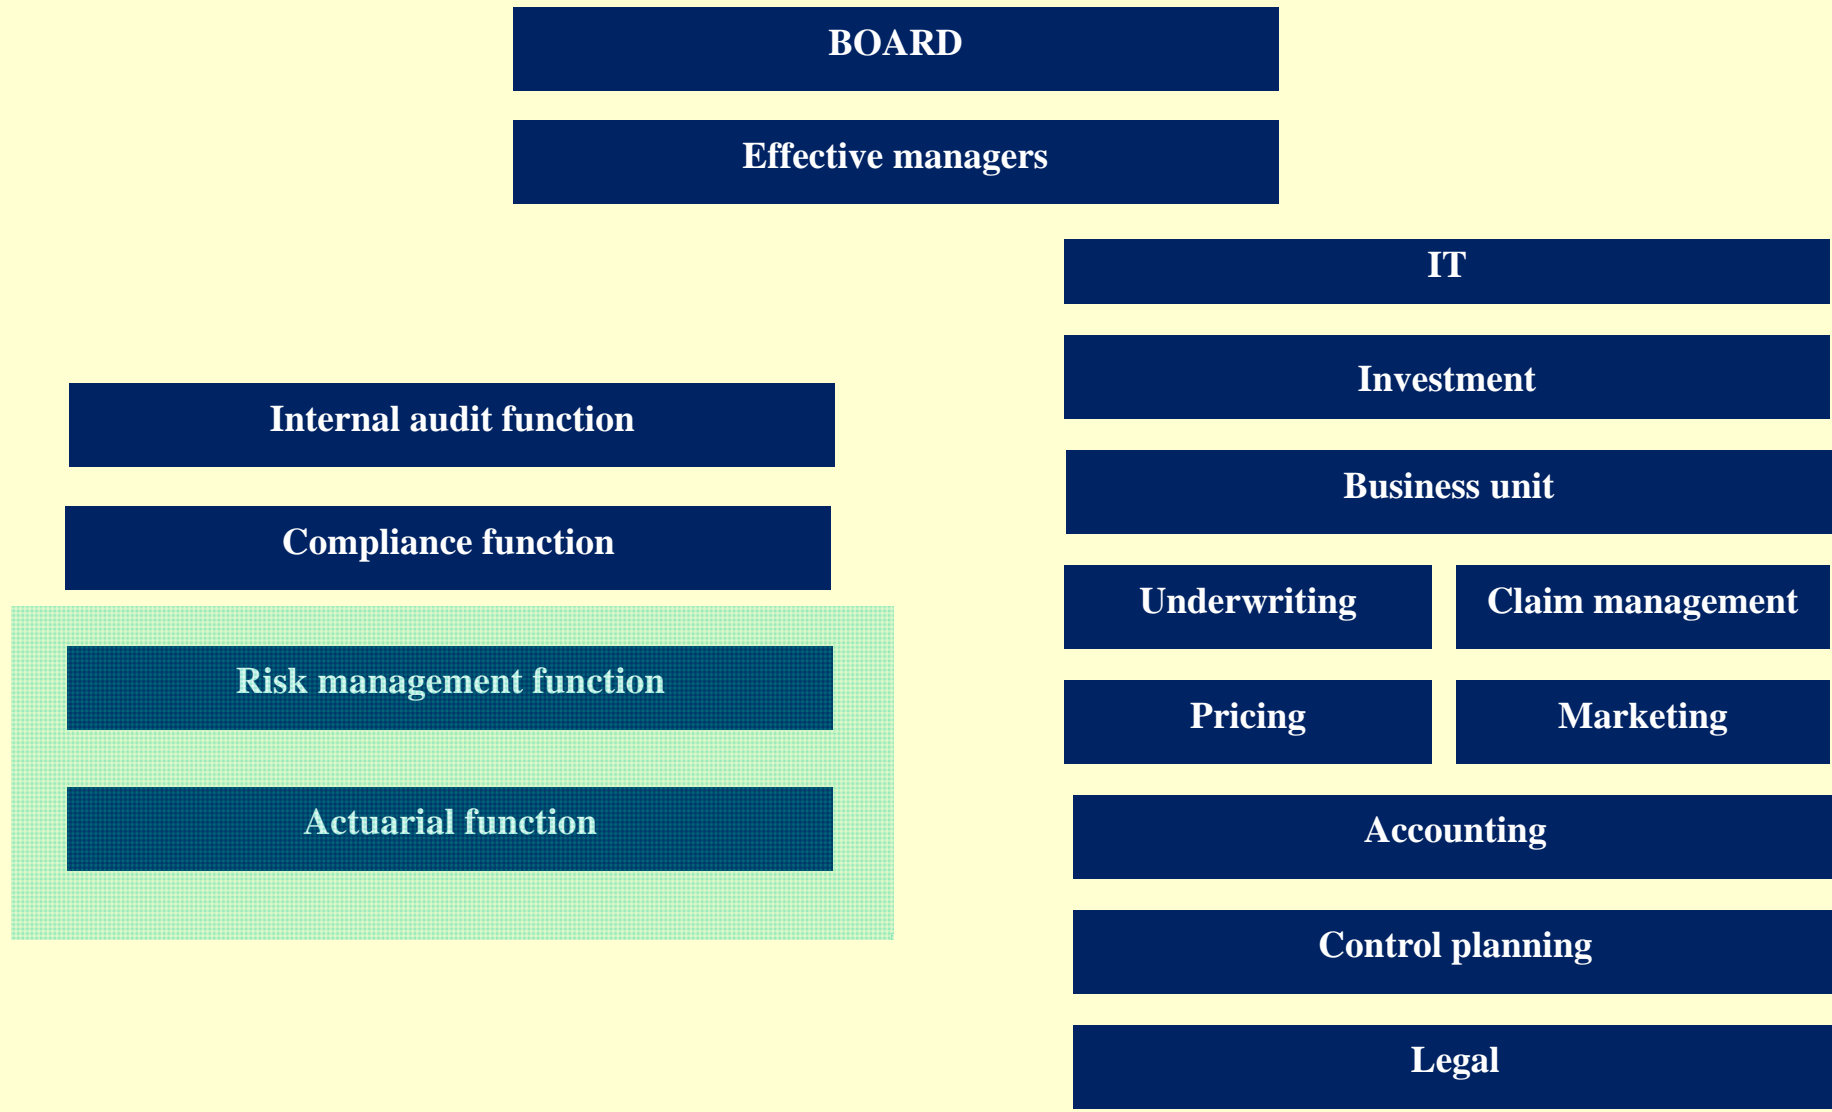 BOARD
Effective managers
IT
Investment
Internal audit function
Business unit
Compliance function
Underwriting
Claim management
Risk management function
Pricing
Marketing
Actuarial function
Accounting
Control planning
Legal